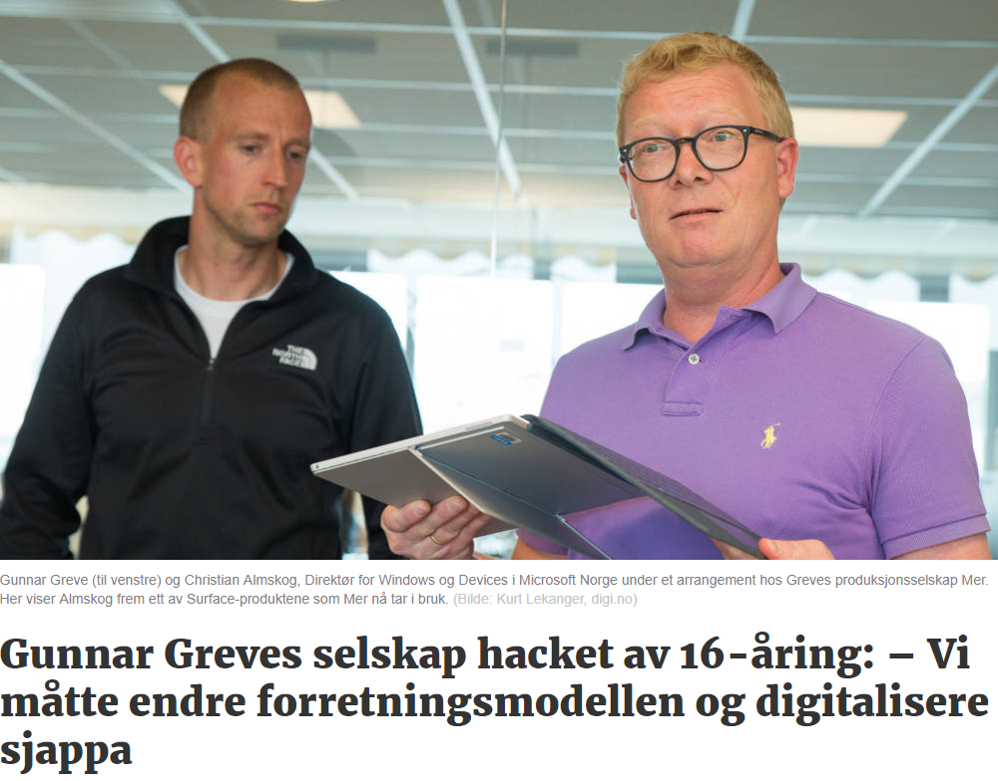 THE
NORTH
FACE
Gunnar Greve (til venstre) og Christian Almskog, Direktør for Windows og Devices i Microsoft Norge under et arrangement hos Greves produksjonsselskap Mer.
Her viser Almskog frem ett av Surface-produktene som Mer nå tar i bruk. (Bilde: Kurt Lekanger, digi.no)
Gunnar Greves selskap hacket av 16-åring: – Vi
måtte endre forretningsmodellen og digitalisere
sjappa